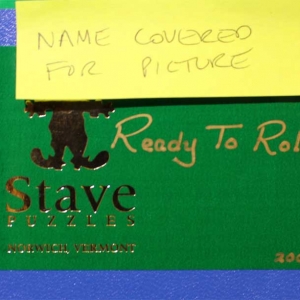 NAME COVERED
FOR PICTURE
Ready To Rol
Stave
PUZZLES
NORWICH, VERMONT
200